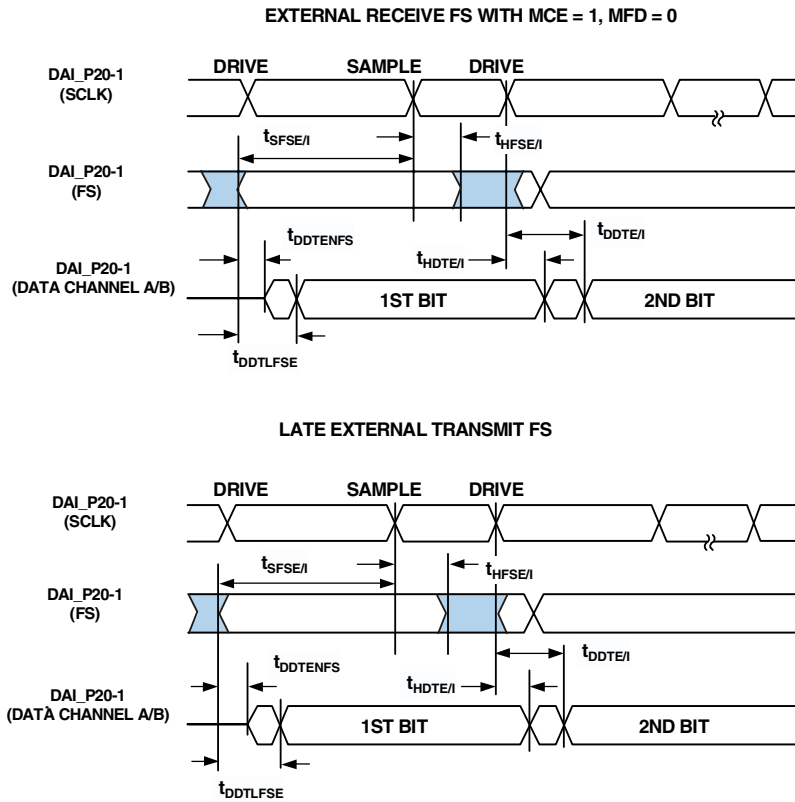 EXTERNAL RECEIVE FS WITH MCE = 1, MFD = 0
DAI_P20-1
(SCLK)
DRIVE
SAMPLE
DRIVE
tSFSE/I
tHFSE/I
DAI_P20-1
(FS)
tDDTENFS
tHDTE/I
tDDTE/I
DAI_P20-1
(DATA CHANNEL A/B)
1ST BIT
2ND BIT
tDDTLFSE
LATE EXTERNAL TRANSMIT FS
DAI_P20-1
(SCLK)
DRIVE
SAMPLE
DRIVE
tSFSE/I
tHFSE/I
DAI_P20-1
(FS)
tDDTENFS
tHDTE/I
tDDTE/I
DAI_P20-1
(DATA CHANNEL A/B)
1ST BIT
2ND BIT
tDDTLFSE